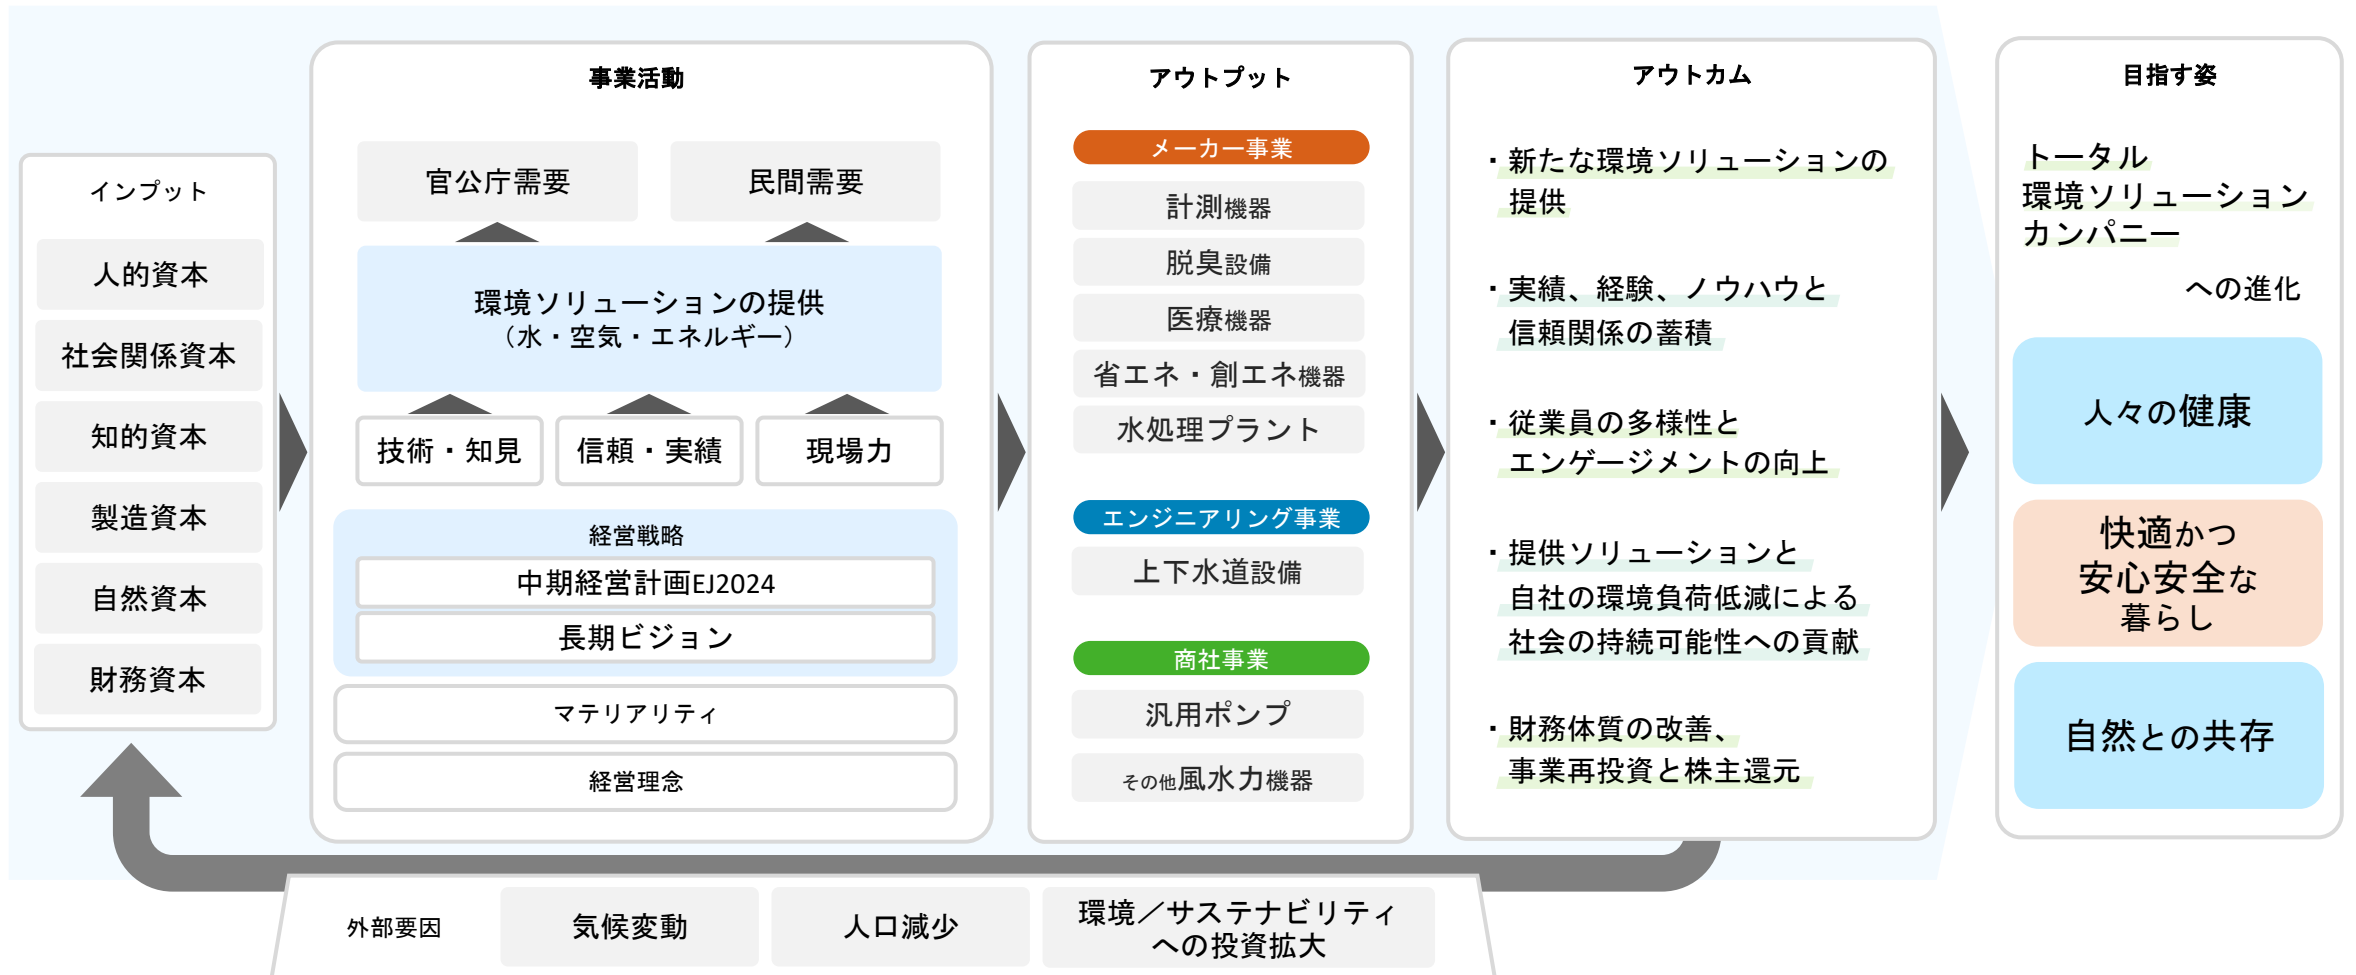 インプット
人的資本
社会関係資本
知的資本
製造資本
自然資本
財務資本
事業活動
官公庁需要
民間需要
環境ソリューションの提供
（水・空気・エネルギー）
技術・知見
信頼・実績
現場力
経営戦略
中期経営計画EJ2024
長期ビジョン
マテリアリティ
経営理念
アウトプット
メーカー事業
計測機器
脱臭設備
医療機器
省エネ・創エネ機器
水処理プラント
エンジニアリング事業
上下水道設備
商社事業
汎用ポンプ
その他風水力機器
アウトカム
・新たな環境ソリューションの
提供
・実績、経験、ノウハウと
信頼関係の蓄積
・従業員の多様性と
エンゲージメントの向上
・提供ソリューションと
自社の環境負荷低減による
社会の持続可能性への貢献
・財務体質の改善、
事業再投資と株主還元
目指す姿
トータル
環境ソリューション
カンパニー
への進化
人々の健康
快適かつ
安心安全な
暮らし
自然との共存
外部要因
気候変動
人口減少
環境／サステナビリティ
への投資拡大